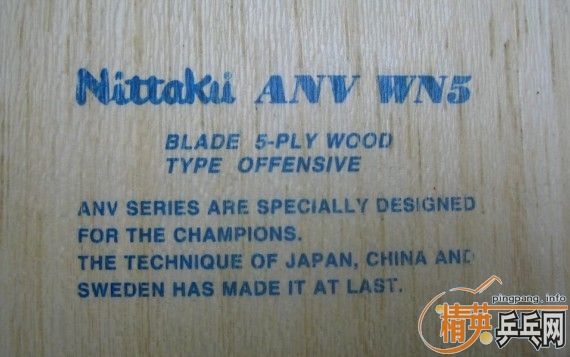 Nittaku ANV WN5
BLADE 5-PLY WOOD
TYPE OFFENSIVE
ANV SERIES ARE SPECIALLY DESIGNED
FOR THE CHAMPIONS.
THE TECHNIQUE OF JAPAN, CHINA AND
SWEDEN HAS MADE IT AT LAST.
pingpang.info
精英乒乓网